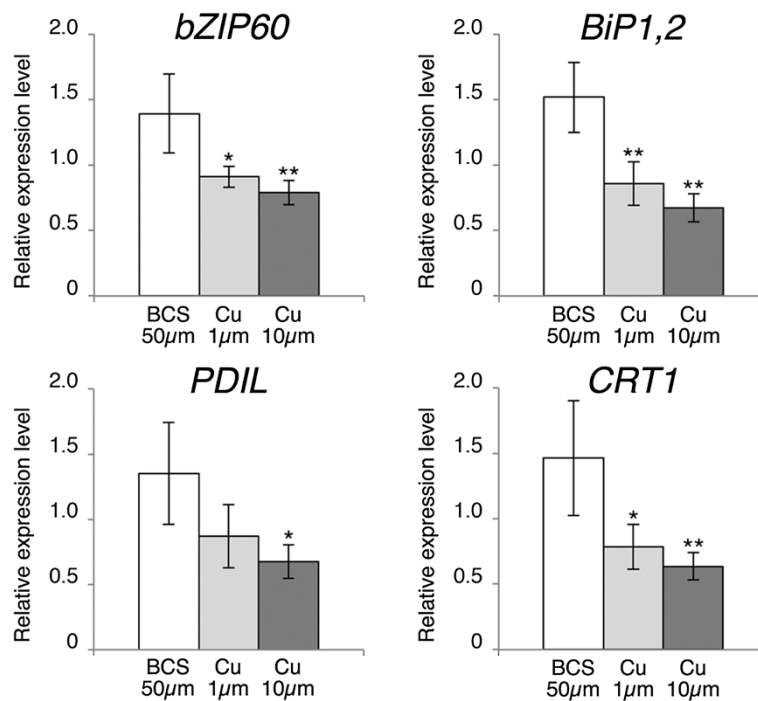 bZIP60
Relative expression level
2.0
1.5
1.0
0.5
0
*
**
BCS Cu Cu
50µm 1µm 10µm
BiP1,2
Relative expression level
2.0
1.5
1.0
0.5
0
**
**
BCS Cu Cu
50µm 1µm 10µm
PDIL
Relative expression level
2.0
1.5
1.0
0.5
0
*
BCS Cu Cu
50µm 1µm 10µm
CRT1
Relative expression level
2.0
1.5
1.0
0.5
0
*
**
BCS Cu Cu
50µm 1µm 10µm